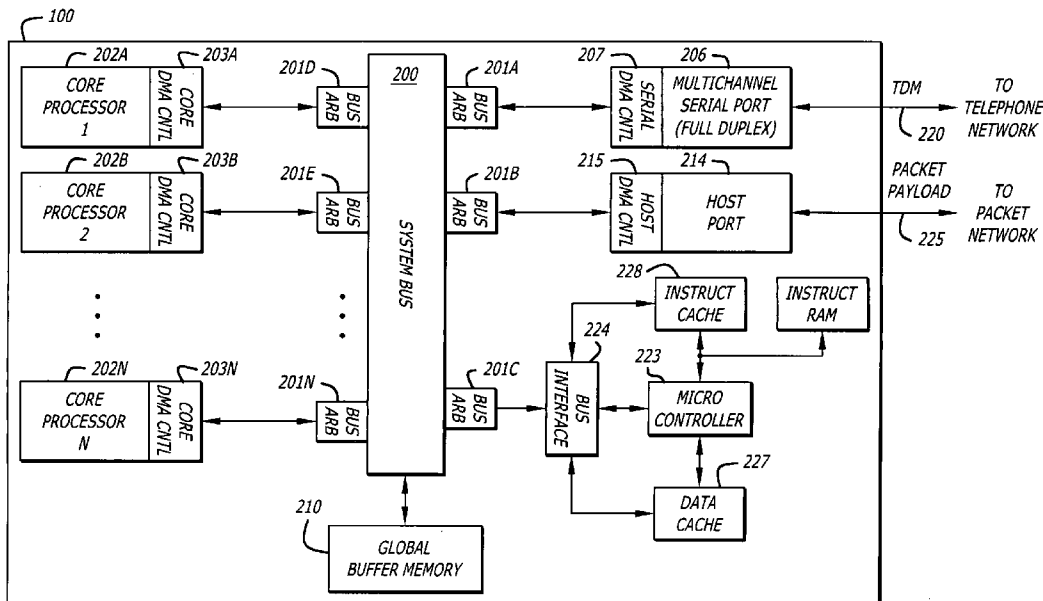 100
202A
203A
CORE
PROCESSOR
1
CORE
DMA CNTL
201D
BUS
ARB
200
SYSTEM BUS
201A
BUS
ARB
207
206
SERIAL
DMA CNTL
MULTICHANNEL
SERIAL PORT
(FULL DUPLEX)
TDM
220
TO
TELEPHONE
NETWORK
202B
203B
CORE
PROCESSOR
2
CORE
DMA CNTL
201E
BUS
ARB
201B
BUS
ARB
215
214
HOST
DMA CNTL
HOST
PORT
PACKET
PAYLOAD
225
TO
PACKET
NETWORK
228
INSTRUCT
CACHE
INSTRUCT
RAM
224
BUS
INTERFACE
223
MICRO
CONTROLLER
227
DATA
CACHE
202N
203N
CORE
PROCESSOR
N
CORE
DMA CNTL
201N
BUS
ARB
201C
BUS
ARB
210
GLOBAL
BUFFER MEMORY